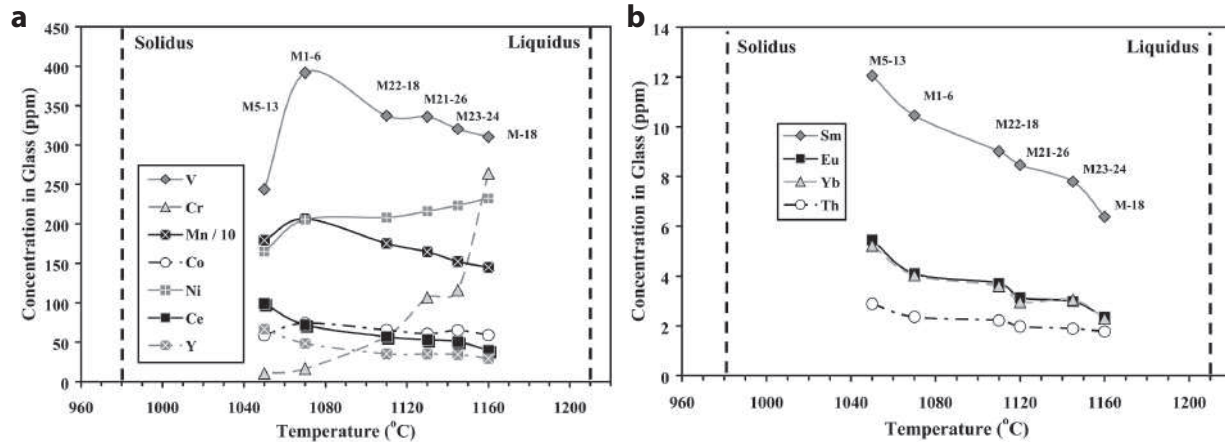 a
450
400
350
300
250
200
150
100
50
0
Concentration in Glass (ppm)
Solidus
Liquidus
M5-13
M1-6
M22-18
M21-26
M23-24
M-18
V
Cr
Mn / 10
Co
Ni
Ce
Y
960 1000 1040 1080 1120 1160 1200
Temperature (°C)
b
14
12
10
8
6
4
2
0
Concentration in Glass (ppm)
Solidus
Liquidus
M5-13
M1-6
M22-18
M21-26
M23-24
M-18
Sm
Eu
Yb
Th
960 1000 1040 1080 1120 1160 1200
Temperature (°C)